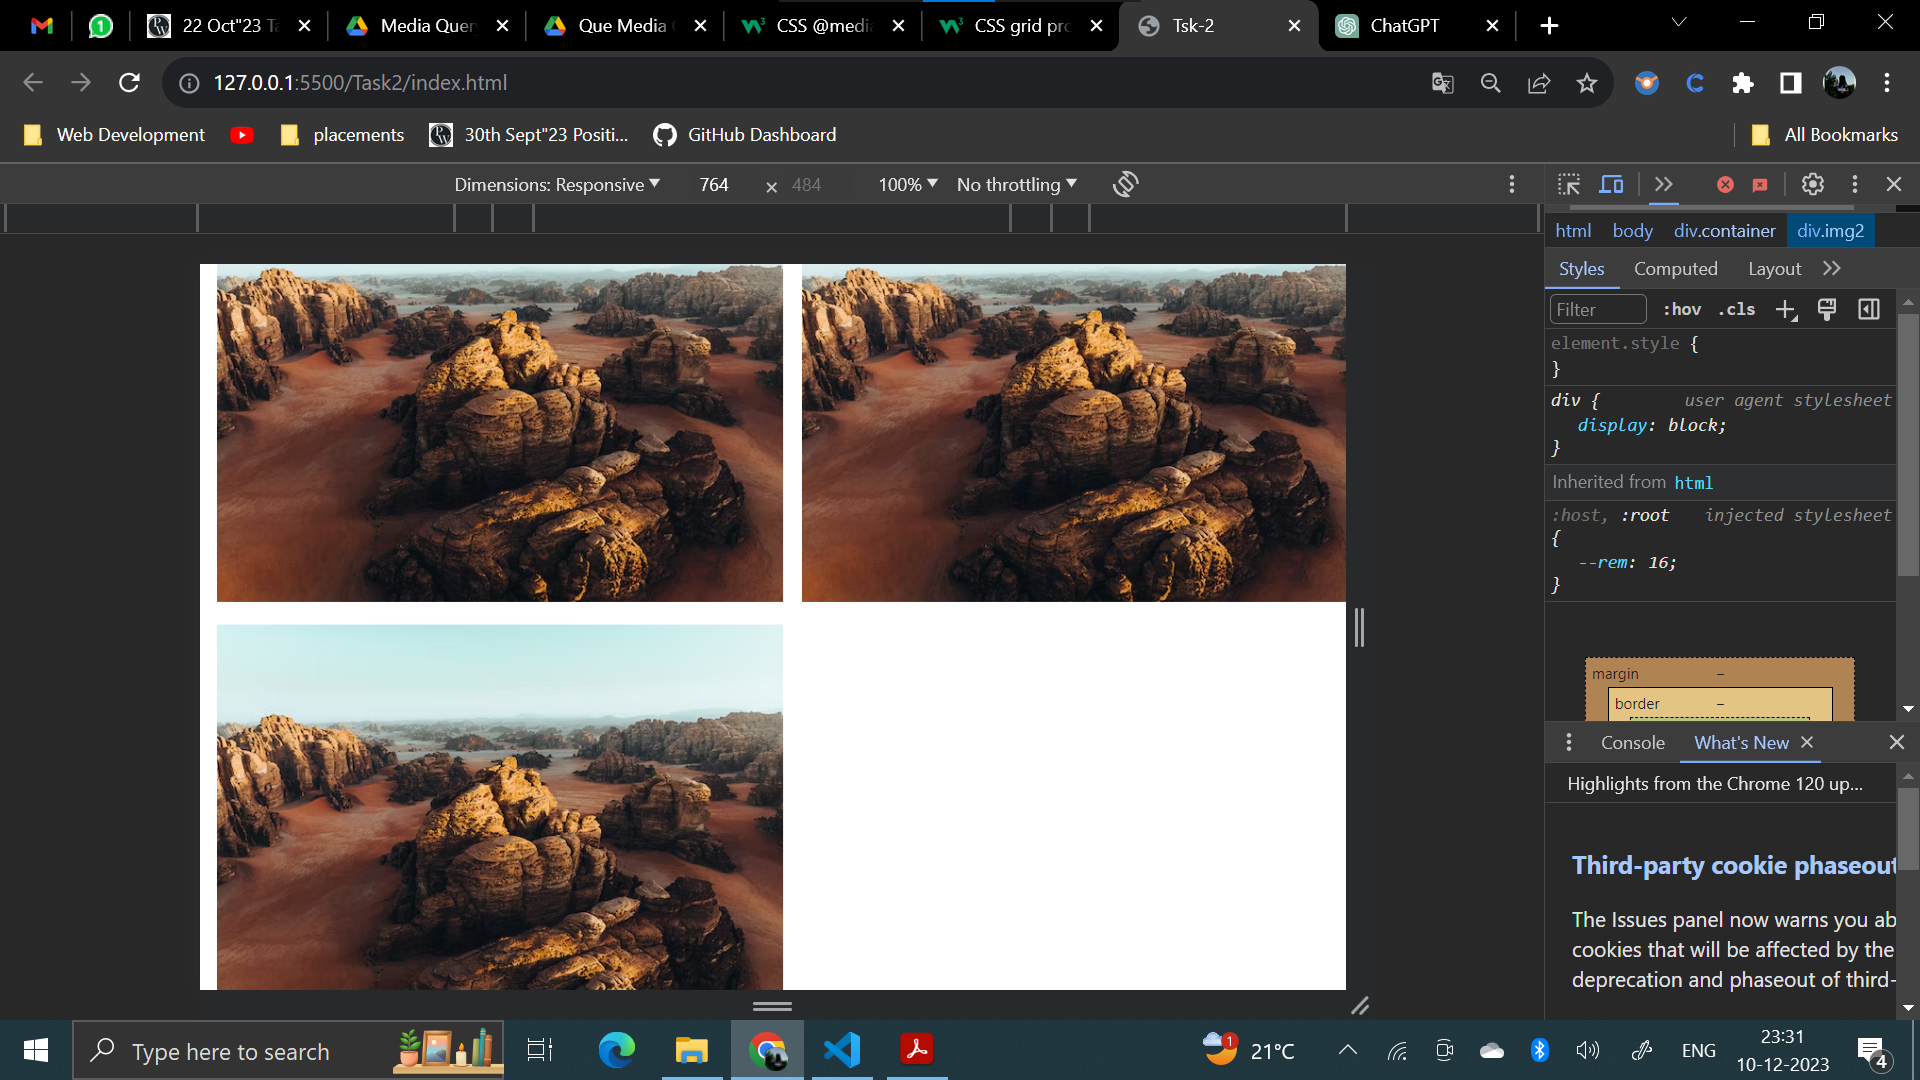 22 Oct"23 Ta
Media Quer
Que Media
CSS @medi
CSS grid pro
Tsk-2
ChatGPT
127.0.0.1:5500/Task2/index.html
Web Development
placements
30th Sept"23 Positi...
GitHub Dashboard
All Bookmarks
Dimensions: Responsive
764
×
484
100%
No throttling
html
body
div.container
div.img2
Styles
Computed
Layout
Filter
:hov
.cls
element.style {
}
div {
user agent stylesheet
display: block;
}
Inherited from html
:host, :root
injected stylesheet
{
--rem: 16;
}
margin
–
border
–
Console
What's New
Highlights from the Chrome 120 up...
Third-party cookie phaseout
The Issues panel now warns you ab
cookies that will be affected by the
deprecation and phaseout of third-
Type here to search
1
21°C
ENG
23:31
10-12-2023
4